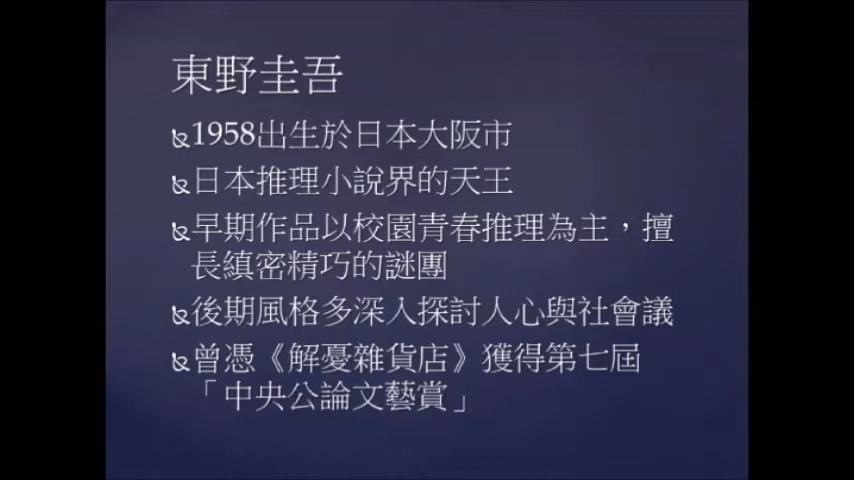 東野圭吾
1958出生於日本大阪市
日本推理小說界的天王
早期作品以校園青春推理為主，擅
長縝密精巧的謎團
後期風格多深入探討人心與社會議
曾憑《解憂雜貨店》獲得第七屆
「中央公論文藝賞」